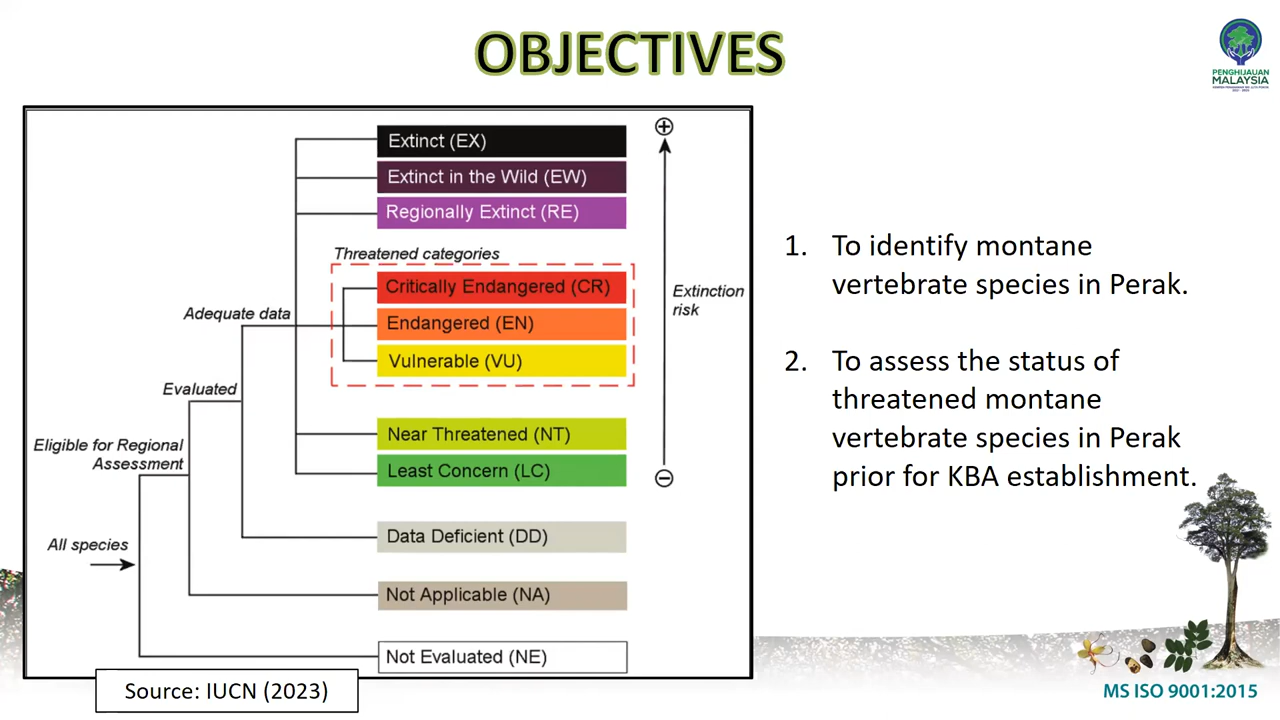 OBJECTIVES
PENGHIJAUAN
MALAYSIA
Extinct (EX)
Extinct in the Wild (EW)
Regionally Extinct (RE)
Threatened categories
Critically Endangered (CR)
Endangered (EN)
Vulnerable (VU)
Adequate data
Extinction
risk
Evaluated
Near Threatened (NT)
Eligible for Regional
Assessment
Least Concern (LC)
All species
Data Deficient (DD)
Not Applicable (NA)
Not Evaluated (NE)
Source: IUCN (2023)
1. To identify montane
vertebrate species in Perak.
2. To assess the status of
threatened montane
vertebrate species in Perak
prior for KBA establishment.
MS ISO 9001:2015